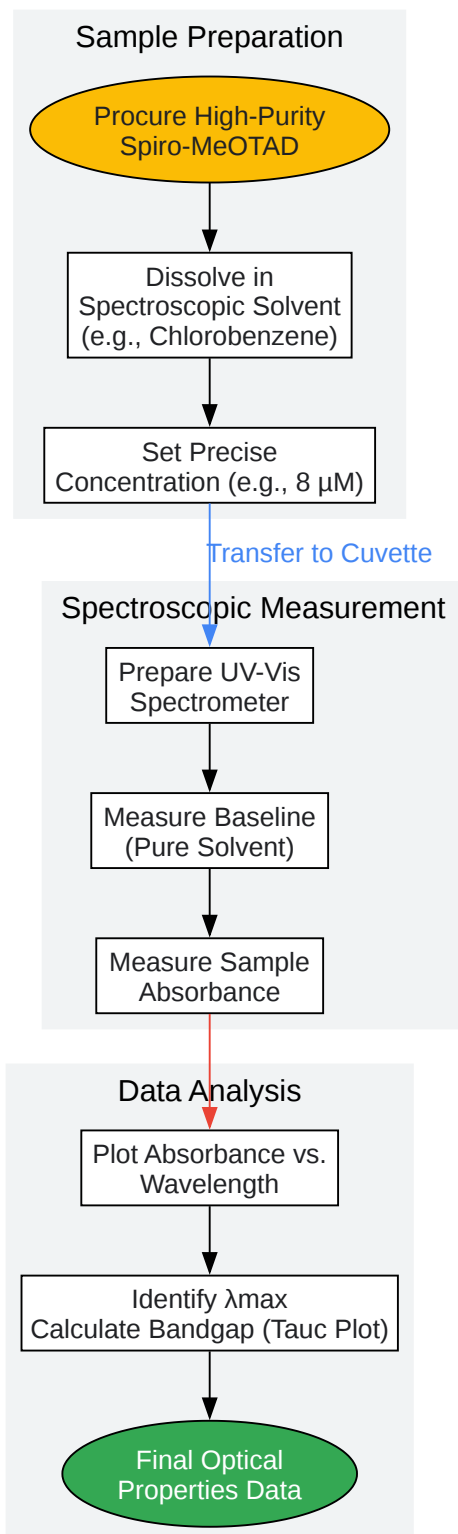 Sample Preparation
Procure High-Purity
Spiro-MeOTAD
Dissolve in
Spectroscopic Solvent
(e.g., Chlorobenzene)
Set Precise
Concentration (e.g., 8 µM)
Transfer to Cuvette
Spectroscopic Measurement
Prepare UV-Vis
Spectrometer
Measure Baseline
(Pure Solvent)
Measure Sample
Absorbance
Data Analysis
Plot Absorbance vs.
Wavelength
Identify λmax
Calculate Bandgap (Tauc Plot)
Final Optical
Properties Data